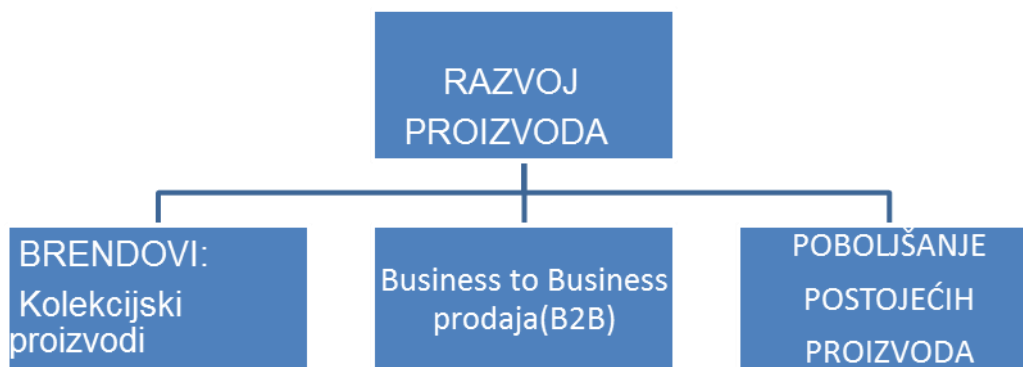 RAZVOJ
PROIZVODA
BRENDOVI:
Kolekcijski
proizvodi
Business to Business
prodaja(B2B)
POBOLJŠANJE
POSTOJEĆIH
PROIZVODA